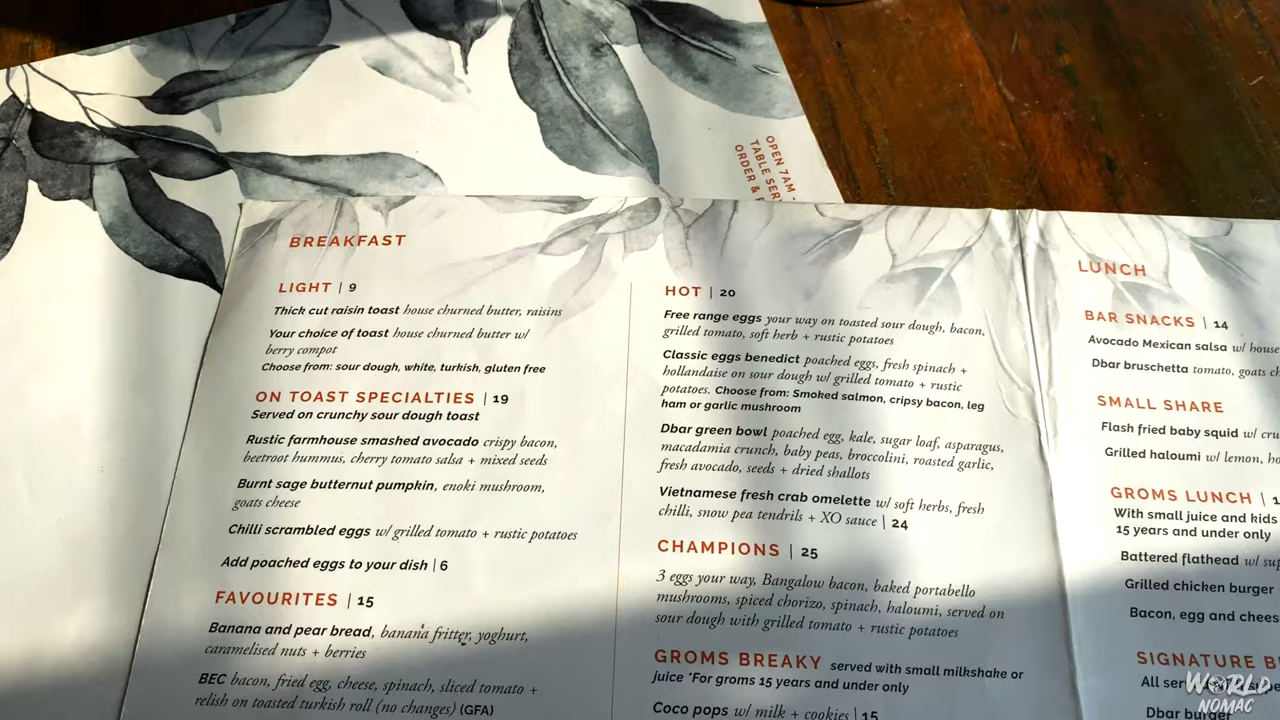 OPEN 7AM -
TABLE SER
ORDER &
BREAKFAST
LIGHT | 9
Thick cut raisin toast house churned butter, raisins
Your choice of toast house churned butter w/
berry compot
Choose from: sour dough, white, turkish, gluten free
ON TOAST SPECIALTIES | 19
Served on crunchy sour dough toast
Rustic farmhouse smashed avocado crispy bacon,
beetroot hummus, cherry tomato salsa + mixed seeds
Burnt sage butternut pumpkin, enoki mushroom,
goats cheese
Chilli scrambled eggs w/ grilled tomato + rustic potatoes
Add poached eggs to your dish | 6
FAVOURITES | 15
Banana and pear bread, banana fritter, yoghurt,
caramelised nuts + berries
BEC bacon, fried egg, cheese, spinach, sliced tomato +
relish on toasted turkish roll (no changes) (GFA)
HOT | 20
Free range eggs your way on toasted sour dough, bacon,
grilled tomato, soft herb + rustic potatoes
Classic eggs benedict poached eggs, fresh spinach +
hollandaise on sour dough w/ grilled tomato + rustic
potatoes. Choose from: Smoked salmon, cripsy bacon, leg
ham or garlic mushroom
Dbar green bowl poached egg, kale, sugar loaf, asparagus,
macadamia crunch, baby peas, broccolini, roasted garlic,
fresh avocado, seeds + dried shallots
Vietnamese fresh crab omelette w/ soft herbs, fresh
chilli, snow pea tendrils + XO sauce | 24
CHAMPIONS | 25
3 eggs your way, Bangalow bacon, baked portabello
mushrooms, spiced chorizo, spinach, haloumi, served on
sour dough with grilled tomato + rustic potatoes
GROMS BREAKY served with small milkshake or
juice *For groms 15 years and under only
Coco pops w/ milk + cookies | 15
LUNCH
BAR SNACKS | 14
Avocado Mexican salsa w/ house
Dbar bruschetta tomato, goats ch
SMALL SHARE
Flash fried baby squid w/ cru
Grilled haloumi w/ lemon, ho
GROMS LUNCH | 1
With small juice and kids
15 years and under only
Battered flathead w/ sup
Grilled chicken burger
Bacon, egg and chees
SIGNATURE B
All ser
Dbar burger
WORLD
NOMAC